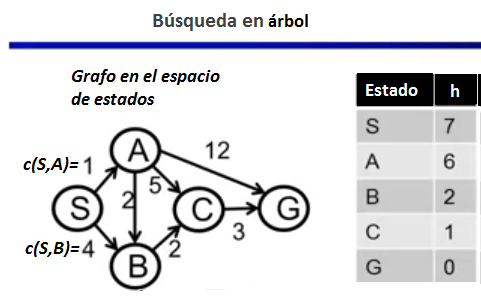 Búsqueda en árbol
Grafo en el espacio
de estados
c(S,A)= 1
A
12
5
2
S
C
G
3
c(S,B)= 4
2
B
Estado h
S 7
A 6
B 2
C 1
G 0